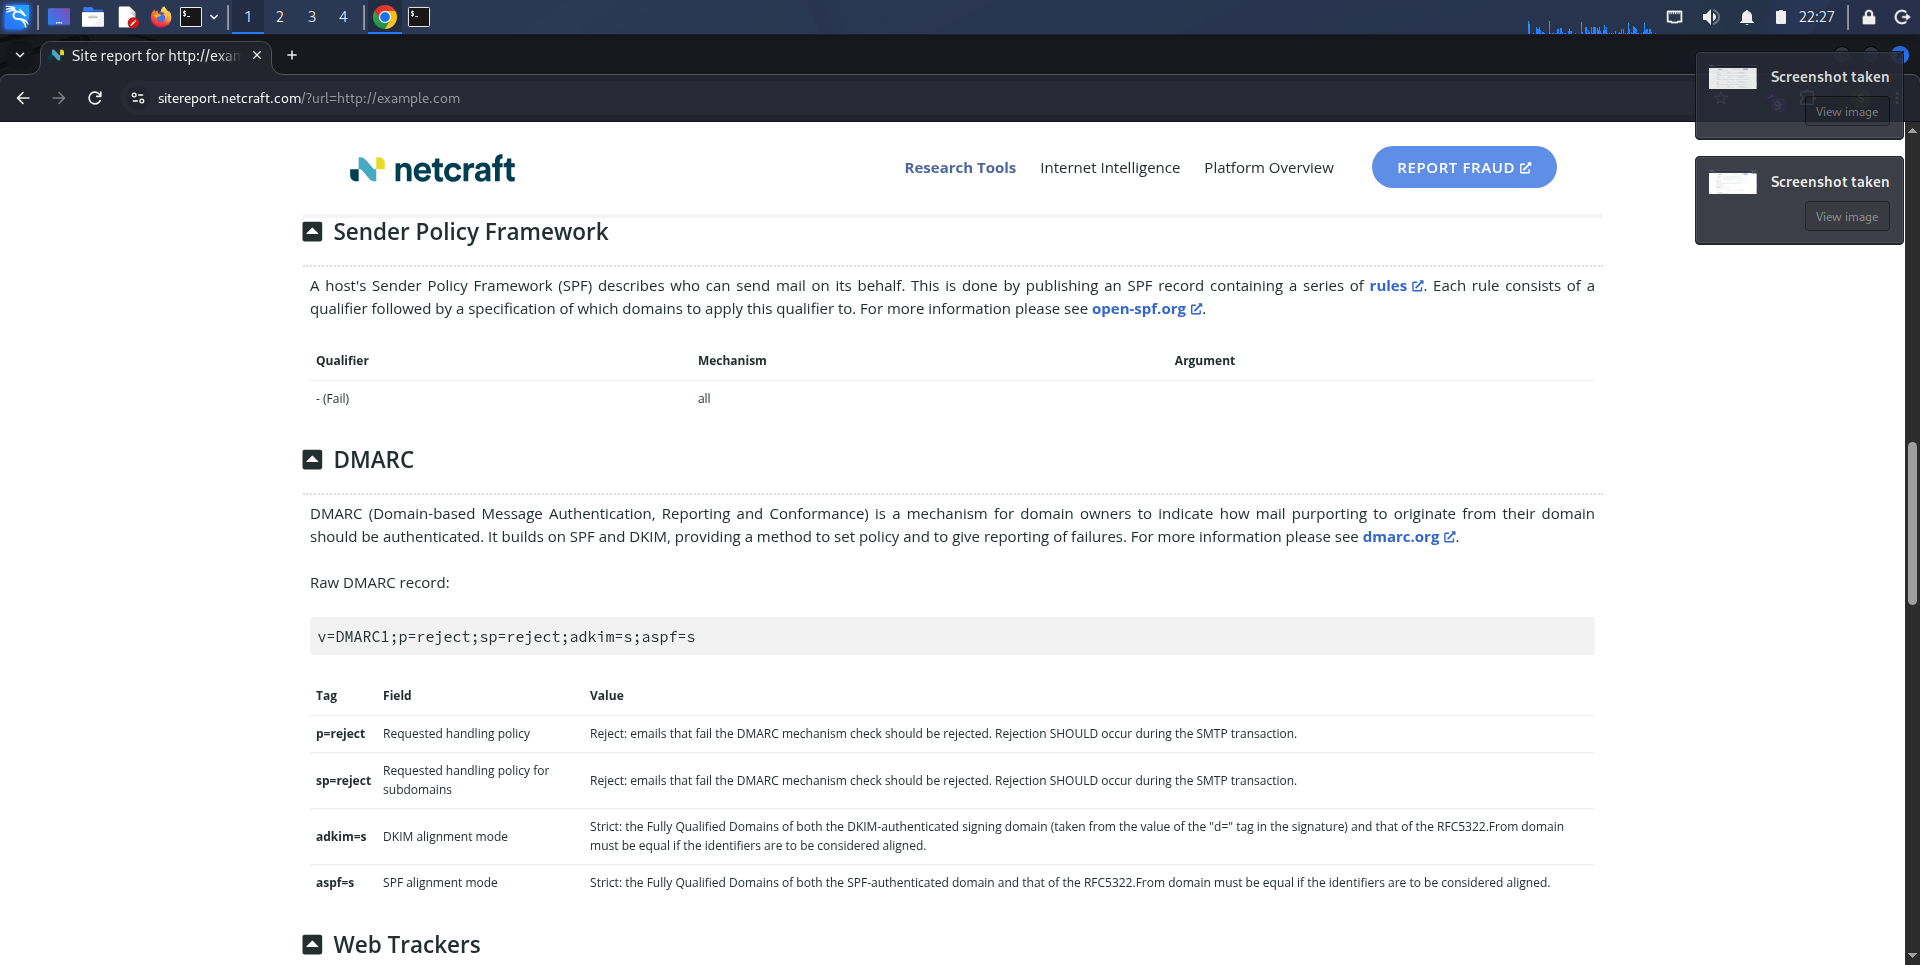 1 2 3 4 22:27
Site report for http://exan
sitereport.netcraft.com/?url=http://example.com
Screenshot taken
View image
Screenshot taken
View image
netcraft
Research Tools Internet Intelligence Platform Overview REPORT FRAUD
Sender Policy Framework
A host's Sender Policy Framework (SPF) describes who can send mail on its behalf. This is done by publishing an SPF record containing a series of rules. Each rule consists of a
qualifier followed by a specification of which domains to apply this qualifier to. For more information please see open-spf.org.
Qualifier Mechanism Argument
- (Fail) all
DMARC
DMARC (Domain-based Message Authentication, Reporting and Conformance) is a mechanism for domain owners to indicate how mail purporting to originate from their domain
should be authenticated. It builds on SPF and DKIM, providing a method to set policy and to give reporting of failures. For more information please see dmarc.org.
Raw DMARC record:
v=DMARC1;p=reject;sp=reject;adkim=s;aspf=s
Tag Field Value
p=reject Requested handling policy Reject: emails that fail the DMARC mechanism check should be rejected. Rejection SHOULD occur during the SMTP transaction.
sp=reject Requested handling policy for subdomains Reject: emails that fail the DMARC mechanism check should be rejected. Rejection SHOULD occur during the SMTP transaction.
adkim=s DKIM alignment mode Strict: the Fully Qualified Domains of both the DKIM-authenticated signing domain (taken from the value of the "d=" tag in the signature) and that of the RFC5322.From domain
must be equal if the identifiers are to be considered aligned.
aspf=s SPF alignment mode Strict: the Fully Qualified Domains of both the SPF-authenticated domain and that of the RFC5322.From domain must be equal if the identifiers are to be considered aligned.
Web Trackers